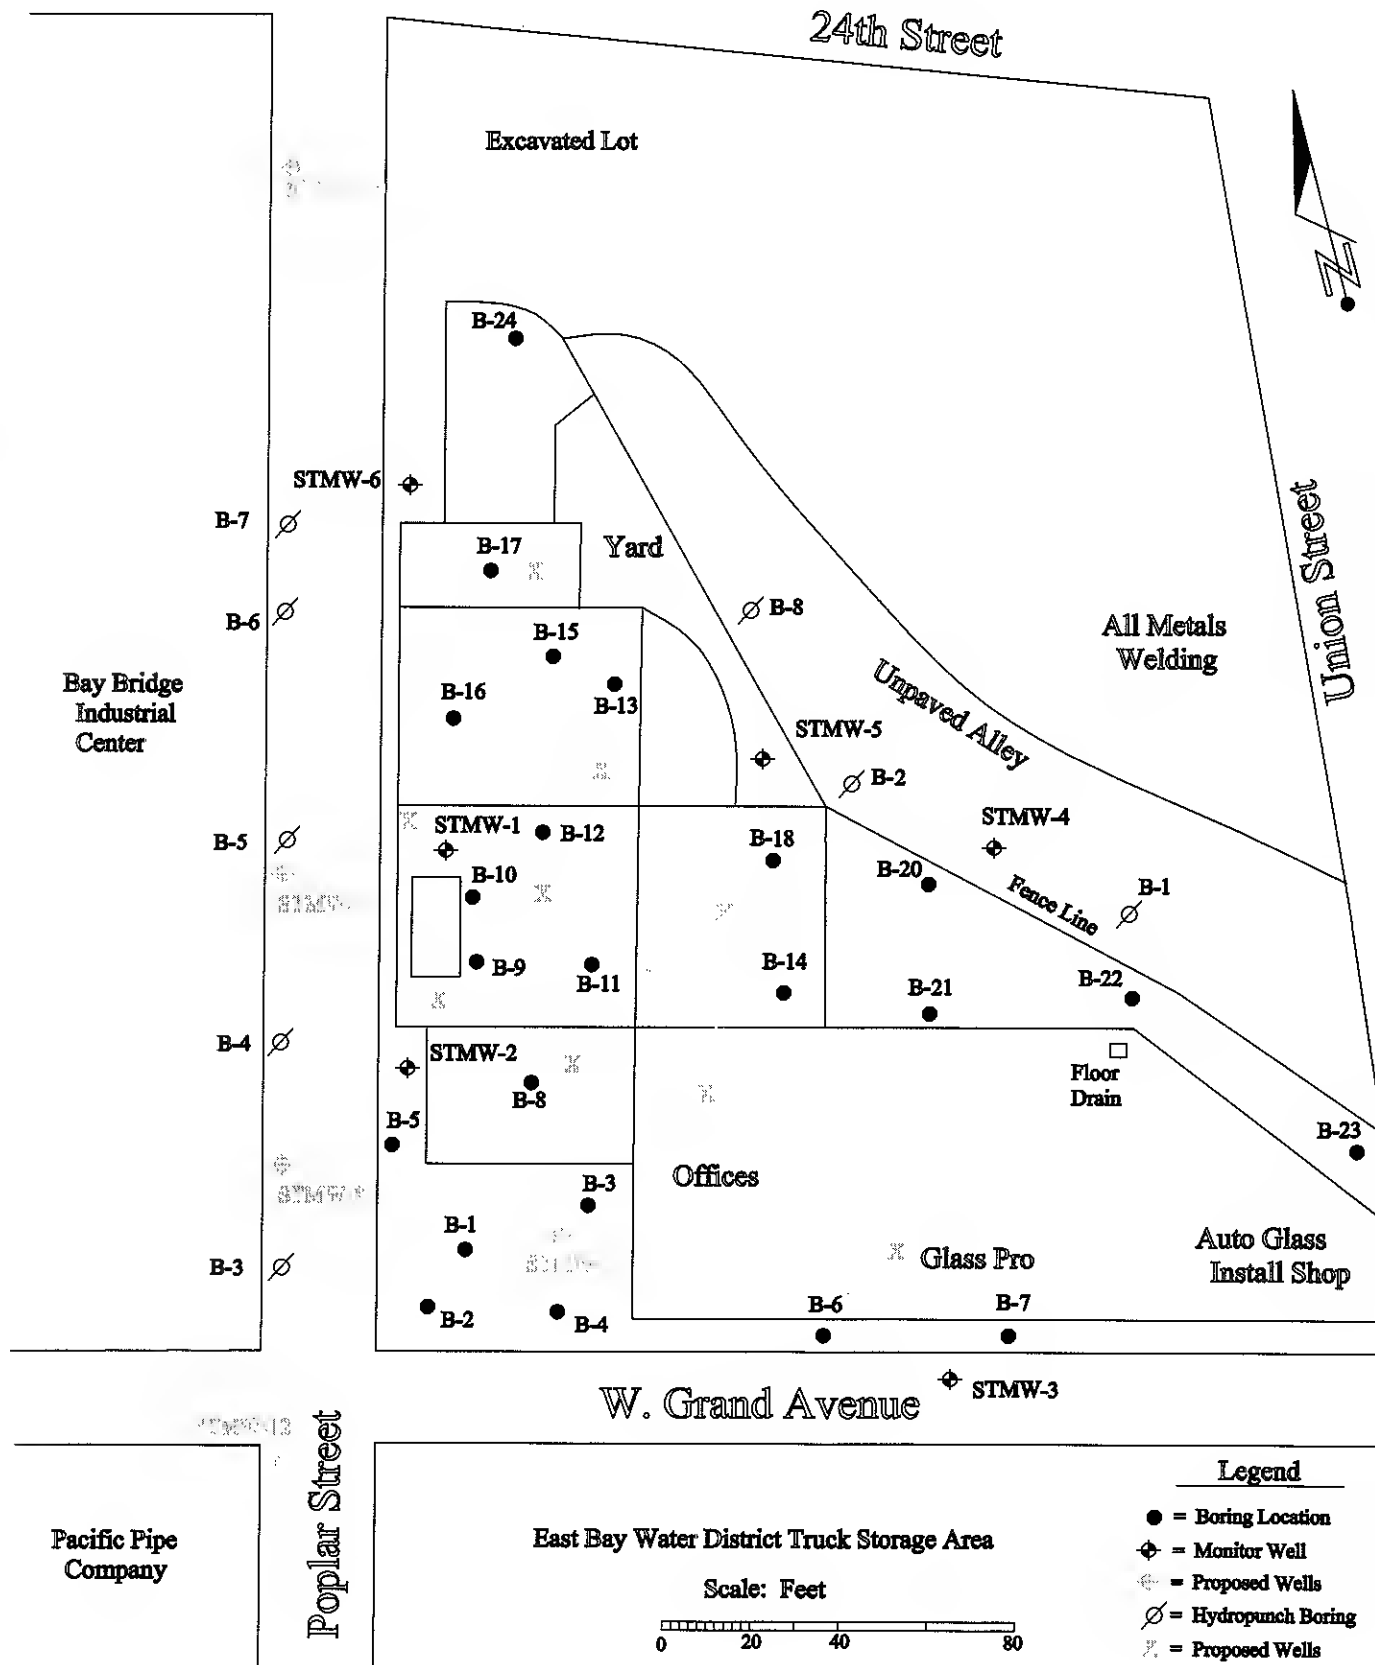 24th Street
Excavated Lot
N
B-24
STMW-6
B-7
B-17
Yard
B-6
B-8
B-15
All Metals
Welding
Union Street
Bay Bridge
Industrial
Center
B-16
B-13
Unpaved Alley
STMW-5
B-2
B-5
STMW-1
B-12
B-18
STMW-4
B-10
B-20
Fence Line
B-1
B-9
B-11
B-14
B-21
B-22
B-4
STMW-2
B-8
Floor
Drain
B-5
B-23
B-3
Offices
B-1
B-3
Glass Pro
Auto Glass
Install Shop
B-2
B-4
B-6
B-7
W. Grand Avenue
STMW-3
Poplar Street
Legend
Pacific Pipe
Company
East Bay Water District Truck Storage Area
Scale: Feet
0 20 40 80
= Boring Location
= Monitor Well
= Proposed Wells
= Hydropunch Boring
= Proposed Wells